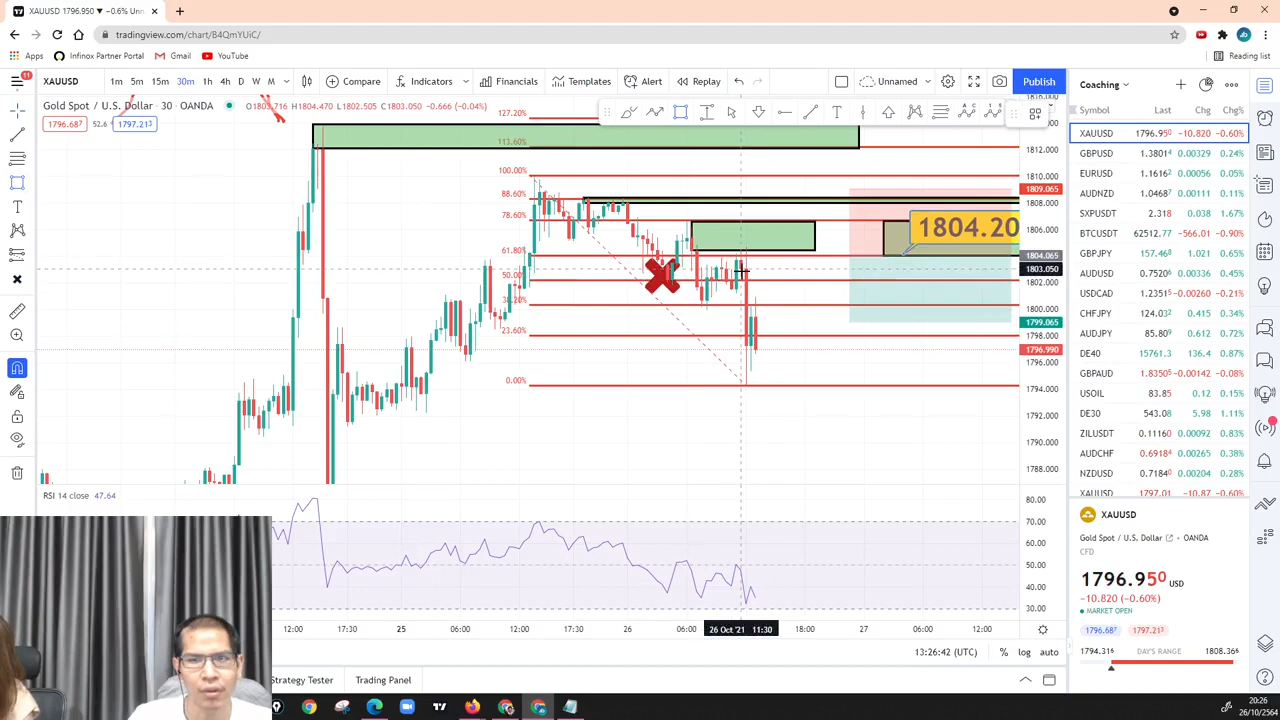 XAUUSD 1796.950 ▼ −0.6% Unn
tradingview.com/chart/B4QmYUiC/
Apps Infinox Partner Portal Gmail YouTube Reading list
11
XAUUSD 1m 5m 15m 30m 1h 4h D W M Compare Indicators Financials Templates Alert Replay Unnamed Publish
Gold Spot / U.S. Dollar · 30 · OANDA O1803.716 H1804.470 L1802.505 C1803.050 −0.666 (−0.04%)
1796.687 52.6 1797.213
127.20%
113.60%
100.00%
88.60%
78.60%
61.80%
50.00%
38.20%
23.60%
0.00%
1804.20
1812.000
1810.000
1809.065
1808.000
1806.000
1804.065
1803.050
1802.000
1800.000
1799.065
1798.000
1796.990
1796.000
1794.000
1792.000
1790.000
1788.000
RSI 14 close 47.64
80.00
70.00
60.00
50.00
40.00
30.00
12:00 17:30 25 06:00 12:00 17:30 26 06:00 26 Oct '21 11:30 18:00 27 06:00 12:00
13:26:42 (UTC) % log auto
Strategy Tester Trading Panel
Coaching
Symbol Last Chg Chg%
XAUUSD 1796.950 −10.820 −0.60%
GBPUSD 1.3801⁴ 0.00329 0.24%
EURUSD 1.1616² 0.00056 0.05%
AUDNZD 1.0468⁷ 0.00111 0.11%
SXPUSDT 2.318 0.038 1.67%
BTCUSDT 62512.77 −566.01 −0.90%
GBPJPY 157.46⁸ 1.021 0.65%
AUDUSD 0.7520⁶ 0.00336 0.45%
USDCAD 1.2351⁵ −0.00260 −0.21%
CHFJPY 124.03² 0.415 0.34%
AUDJPY 85.80⁹ 0.612 0.72%
DE40 15761.3 136.4 0.87%
GBPAUD 1.8350⁵ −0.00142 −0.08%
USOIL 83.85 0.12 0.15%
DE30 543.08 5.98 1.11%
ZILUSDT 0.11160 0.00092 0.83%
AUDCHF 0.6918⁴ 0.00265 0.38%
NZDUSD 0.7184⁰ 0.00204 0.28%
XAUUSD 1797.01 −10.87 −0.60%
XAUUSD
Gold Spot / U.S. Dollar · OANDA
CFD
1796.950 USD
−10.820 (−0.60%)
MARKET OPEN
1796.687 1797.213
1794.316 DAY'S RANGE 1808.366
20:26
26/10/2564